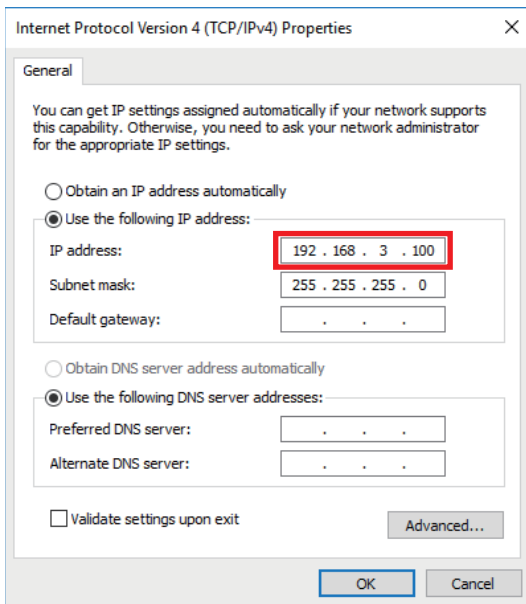 Internet Protocol Version 4 (TCP/IPv4) Properties
General
You can get IP settings assigned automatically if your network supports
this capability. Otherwise, you need to ask your network administrator
for the appropriate IP settings.
Obtain an IP address automatically
Use the following IP address:
IP address: 192 . 168 . 3 . 100
Subnet mask: 255 . 255 . 255 . 0
Default gateway: . . .
Obtain DNS server address automatically
Use the following DNS server addresses:
Preferred DNS server: . . .
Alternate DNS server: . . .
Validate settings upon exit
Advanced...
OK Cancel